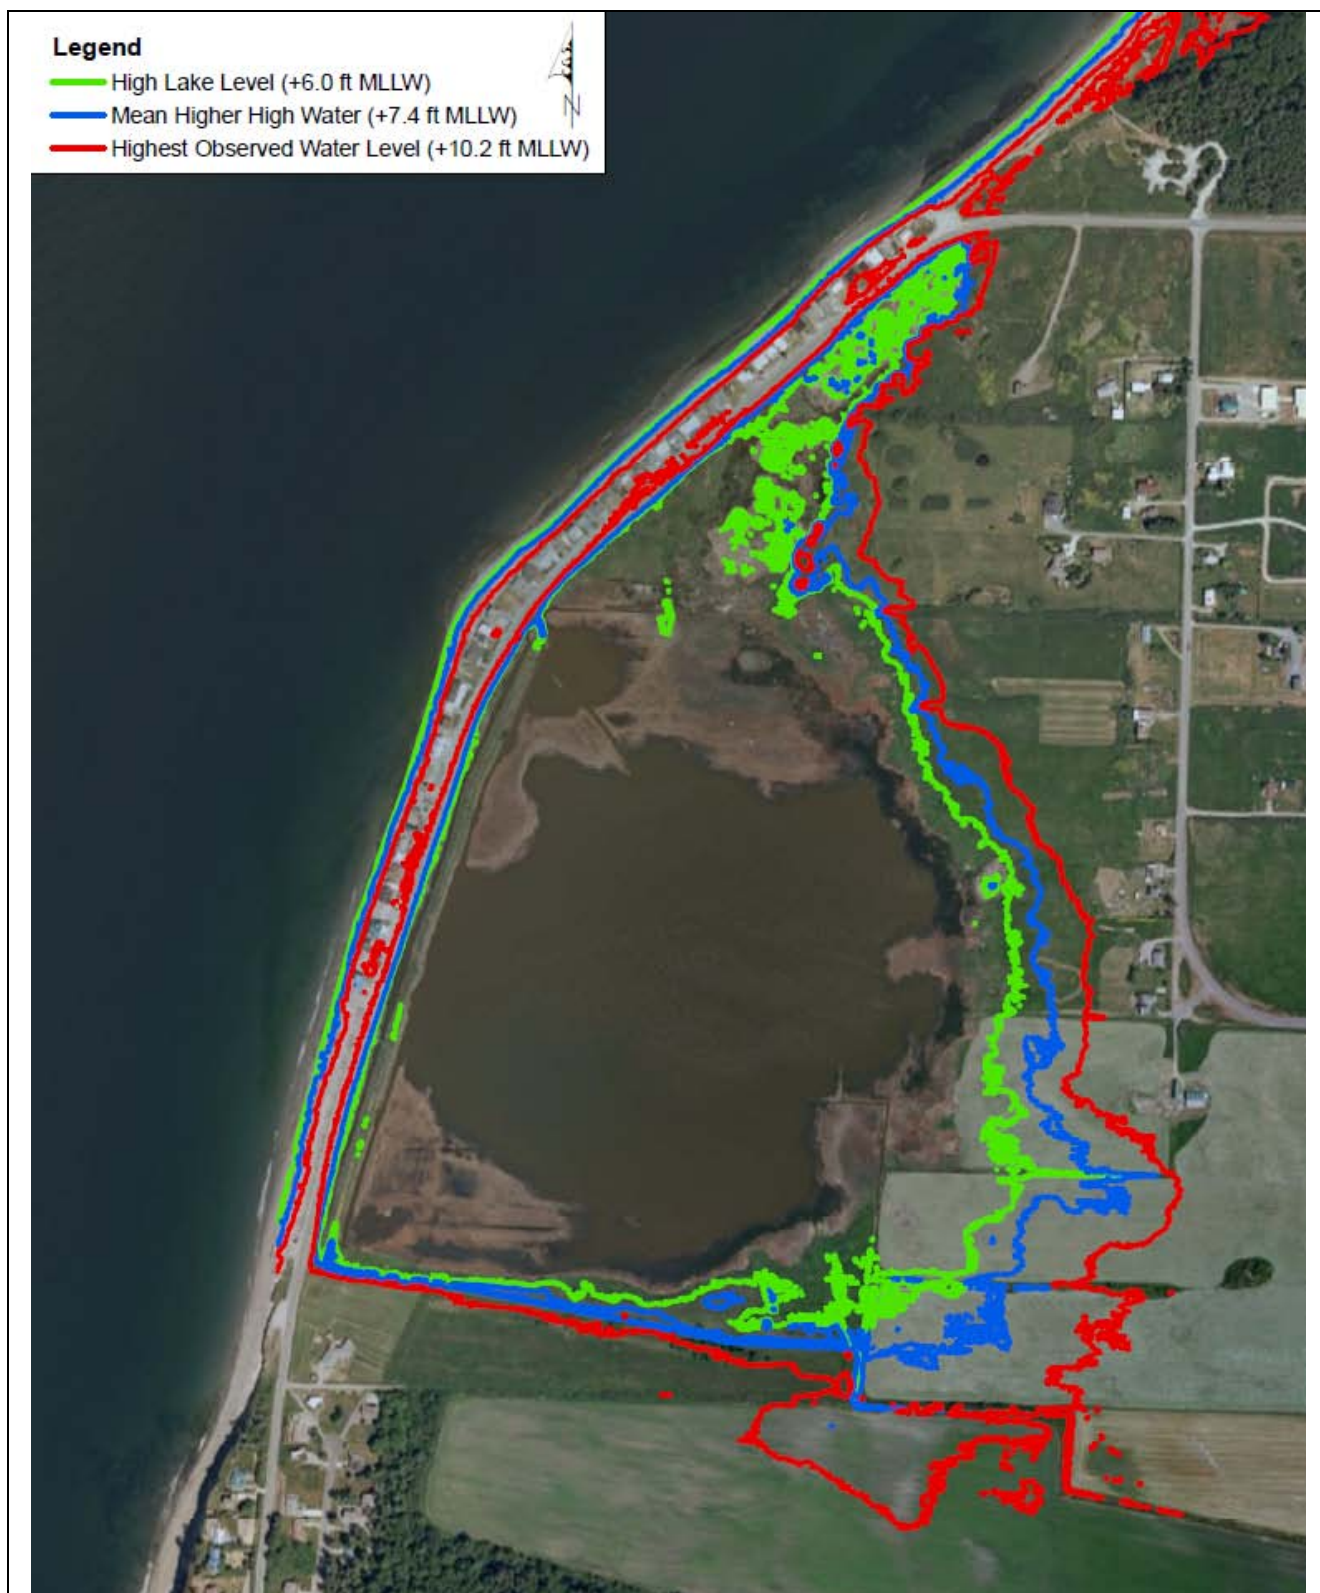 Legend
High Lake Level (+6.0 ft MLLW)
Mean Higher High Water (+7.4 ft MLLW)
Highest Observed Water Level (+10.2 ft MLLW)
N